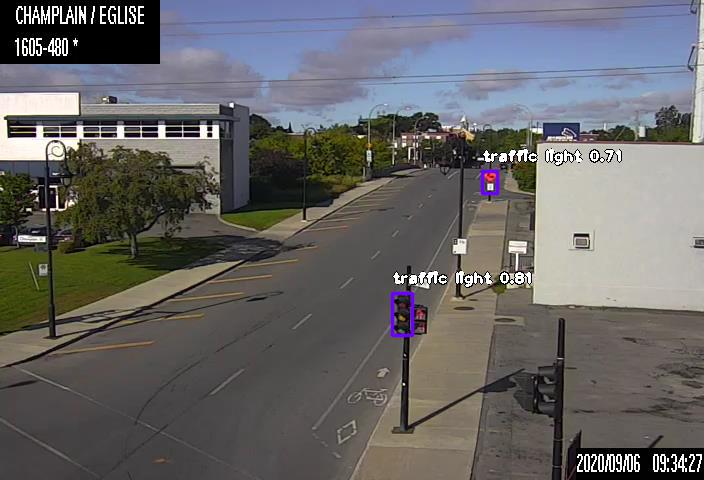 CHAMPLAIN / EGLISE
1605-480 *
traffic light 0.71
traffic light 0.81
2020/09/06 09:34:27